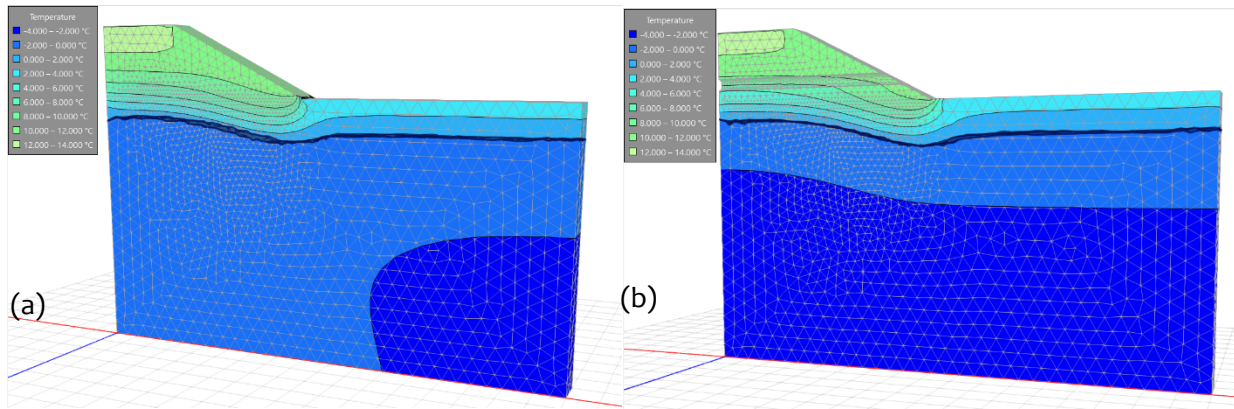 Temperature
-4.000 – -2.000 °C
-2.000 – 0.000 °C
0.000 – 2.000 °C
2.000 – 4.000 °C
4.000 – 6.000 °C
6.000 – 8.000 °C
8.000 – 10.000 °C
10.000 – 12.000 °C
12.000 – 14.000 °C
(a)
Temperature
-4.000 – -2.000 °C
-2.000 – 0.000 °C
0.000 – 2.000 °C
2.000 – 4.000 °C
4.000 – 6.000 °C
6.000 – 8.000 °C
8.000 – 10.000 °C
10.000 – 12.000 °C
12.000 – 14.000 °C
(b)